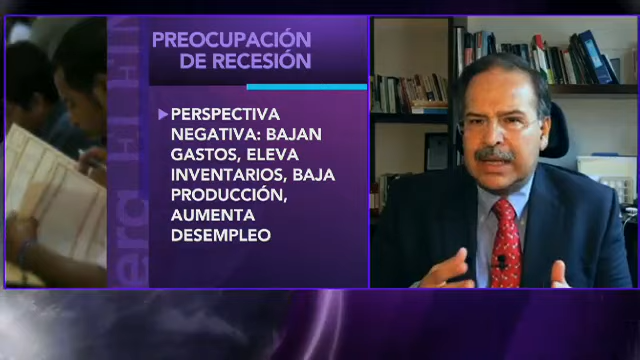 PREOCUPACIÓN
DE RECESIÓN
PERSPECTIVA
NEGATIVA: BAJAN
GASTOS, ELEVA
INVENTARIOS, BAJA
PRODUCCIÓN,
AUMENTA
DESEMPLEO